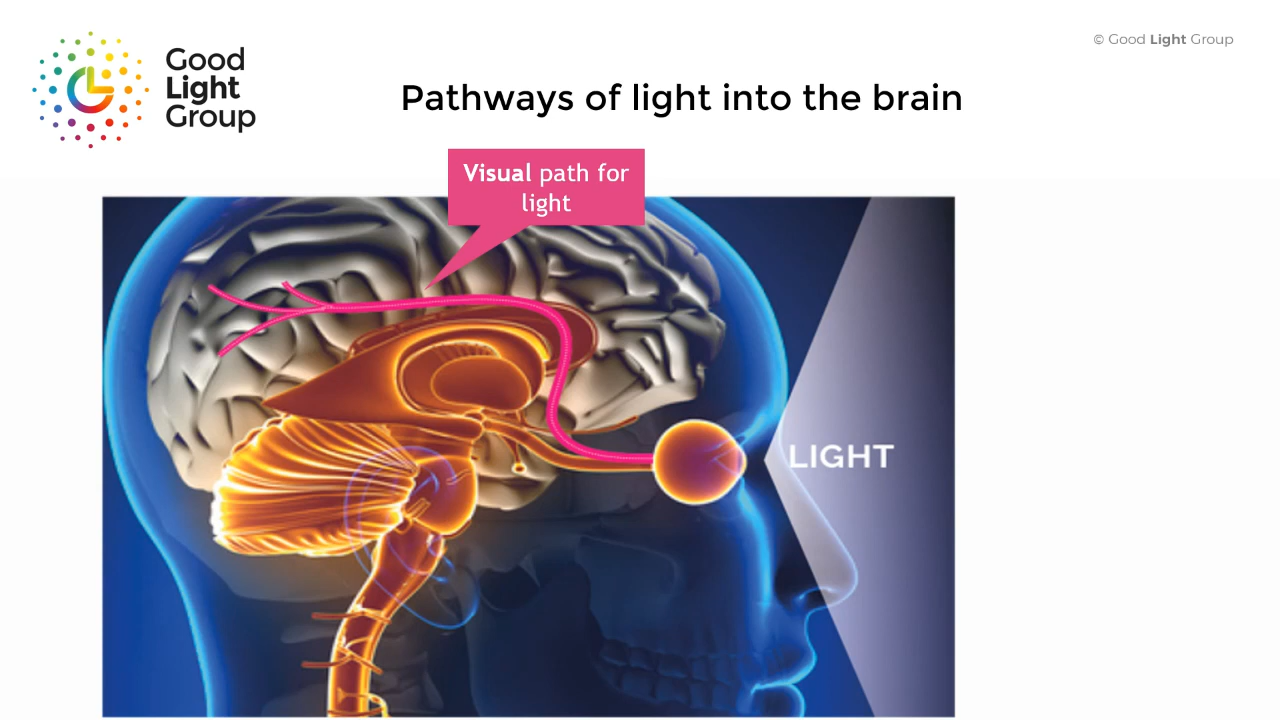 Good
Light
Group
© Good Light Group
Pathways of light into the brain
Visual path for
light
LIGHT